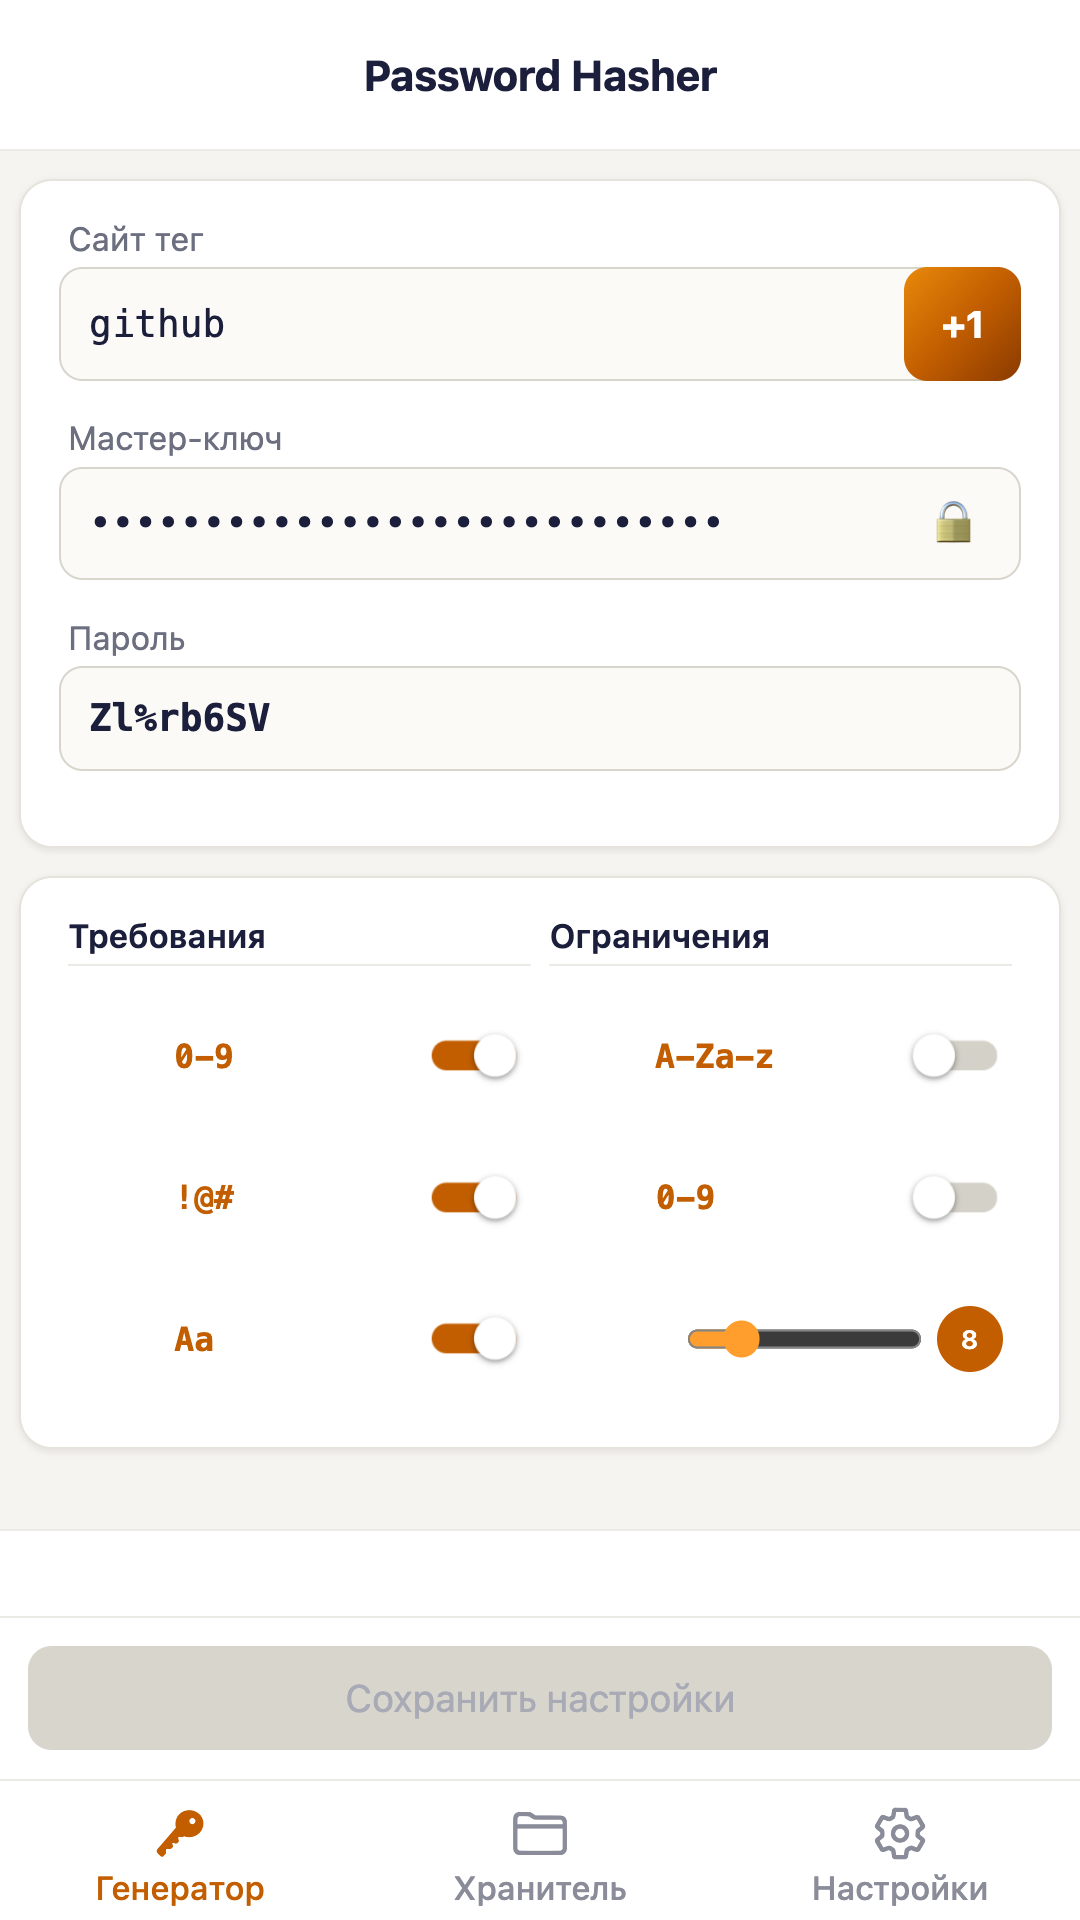 Password Hasher
Сайт тег
github
+1
Мастер-ключ
••••••••••••••••••••••••••••
Пароль
Zl%rb6SV
Требования
Ограничения
0-9
A-Za-z
!@#
0-9
Aa
8
Сохранить настройки
Генератор
Хранитель
Настройки